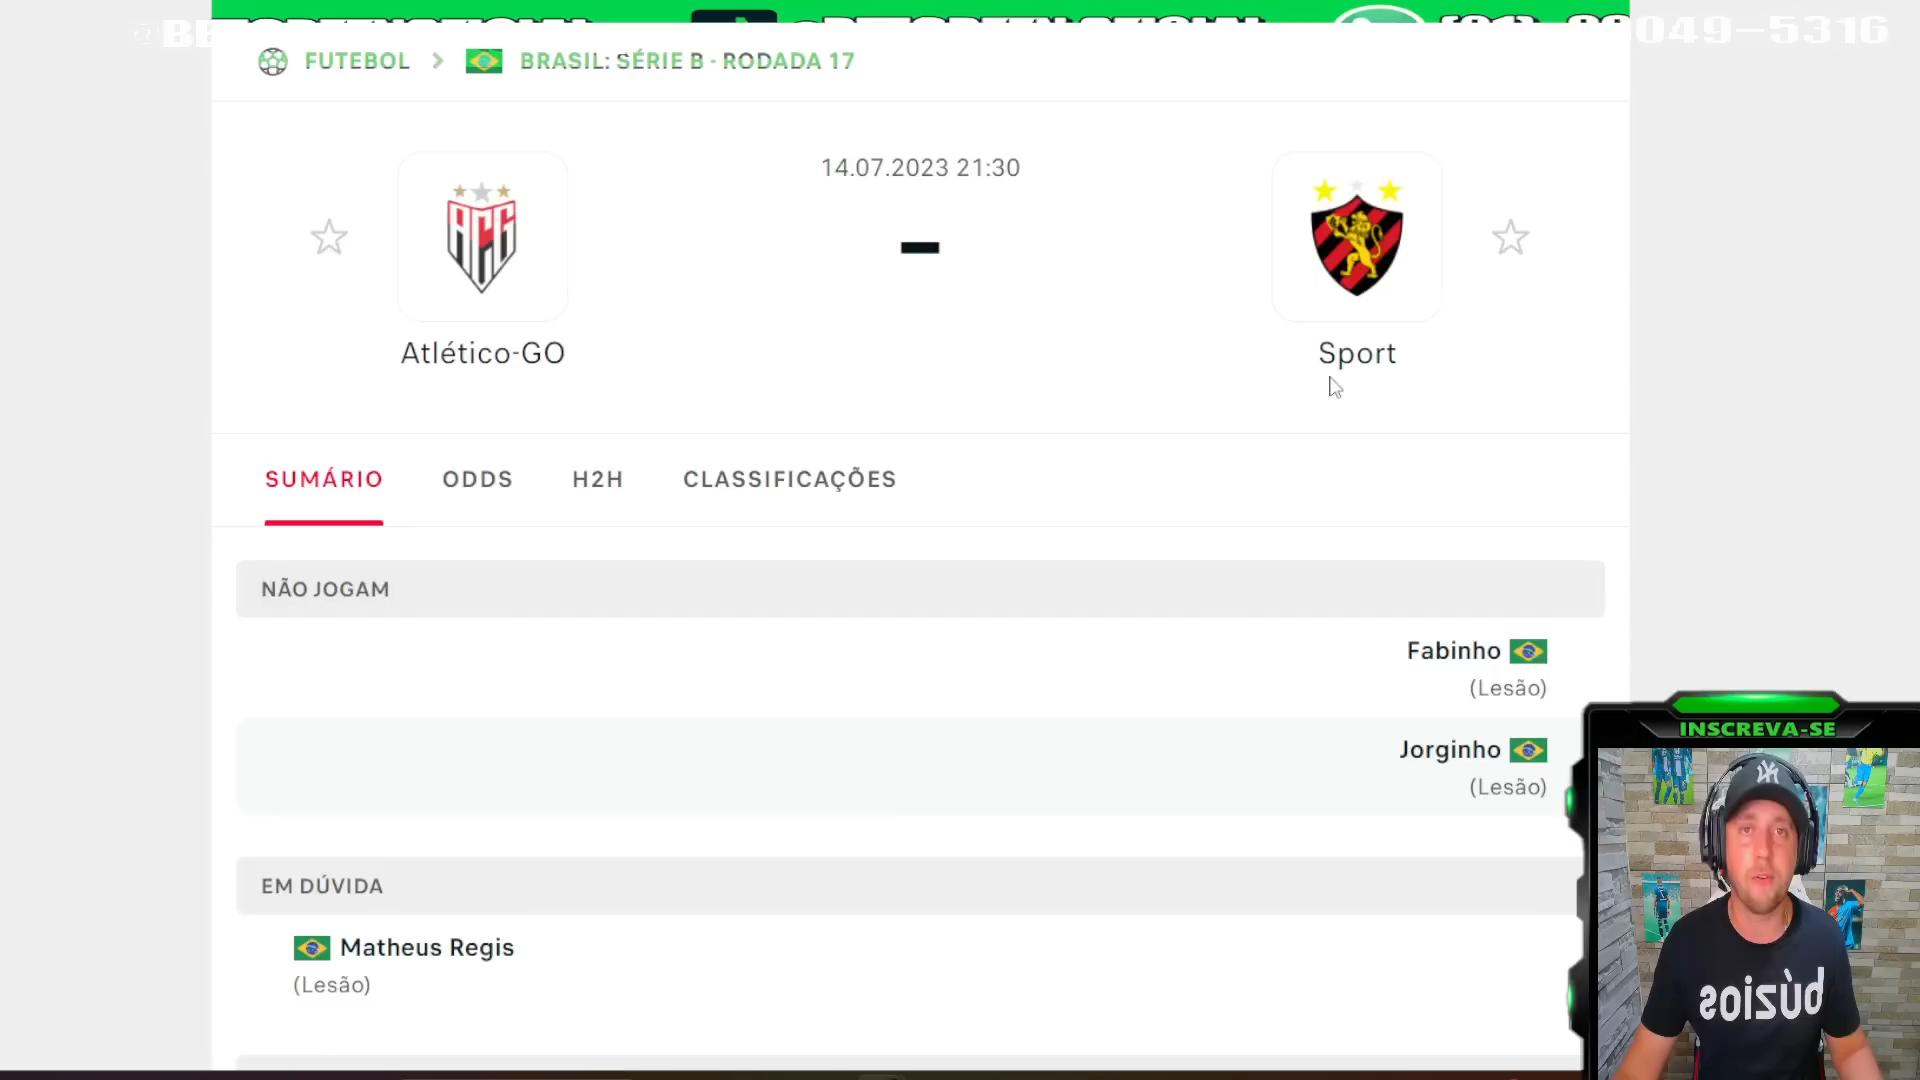 049-5316
FUTEBOL
BRASIL: SÉRIE B - RODADA 17
14.07.2023 21:30
Atlético-GO
Sport
SUMÁRIO
ODDS
H2H
CLASSIFICAÇÕES
NÃO JOGAM
Fabinho
(Lesão)
Jorginho
(Lesão)
EM DÚVIDA
Matheus Regis
(Lesão)
INSCREVA-SE
búzios